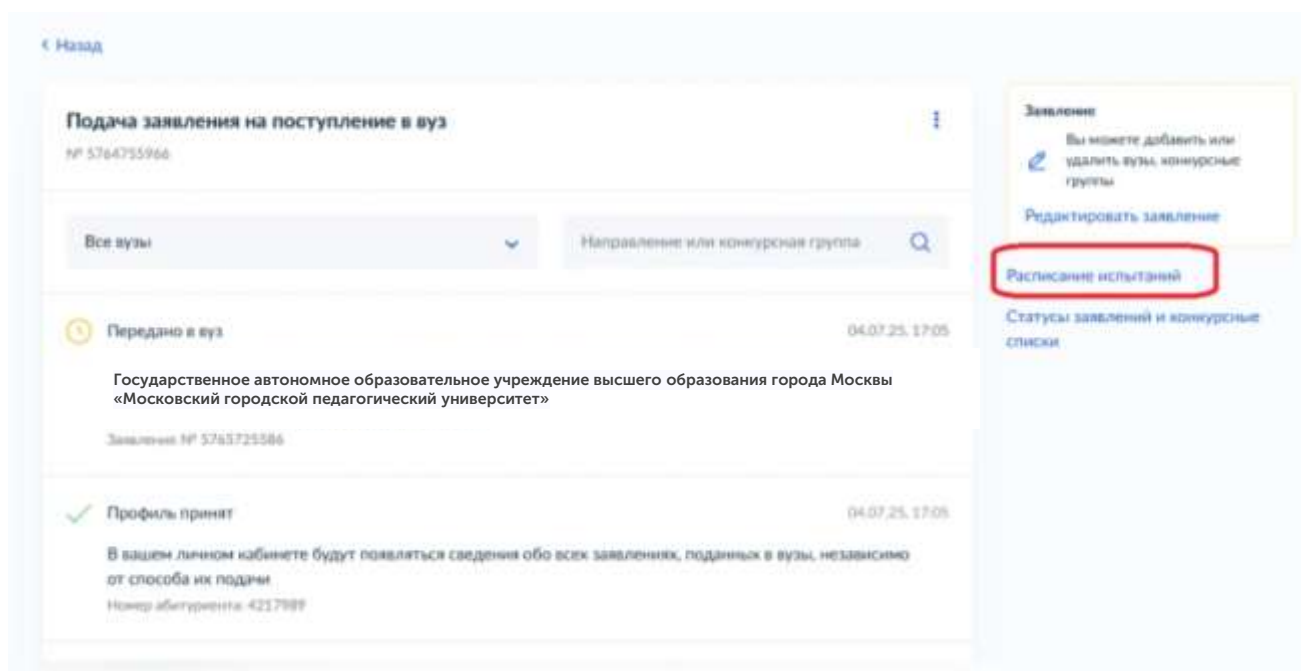 Назад
Подача заявления на поступление в вуз
№ 5764755966
Все вузы
Направление или конкурсная группа
Передано в вуз
04.07.25, 17:05
Государственное автономное образовательное учреждение высшего образования города Москвы
«Московский городской педагогический университет»
Заявление № 5765725586
Профиль принят
04.07.25, 17:05
В вашем личном кабинете будут появляться сведения обо всех заявлениях, поданных в вузы, независимо
от способа их подачи
Номер абитуриента: 4217989
Заявление
Вы можете добавить или
удалить вузы, конкурсные
группы
Редактировать заявление
Расписание испытаний
Статусы заявлений и конкурсные
списки